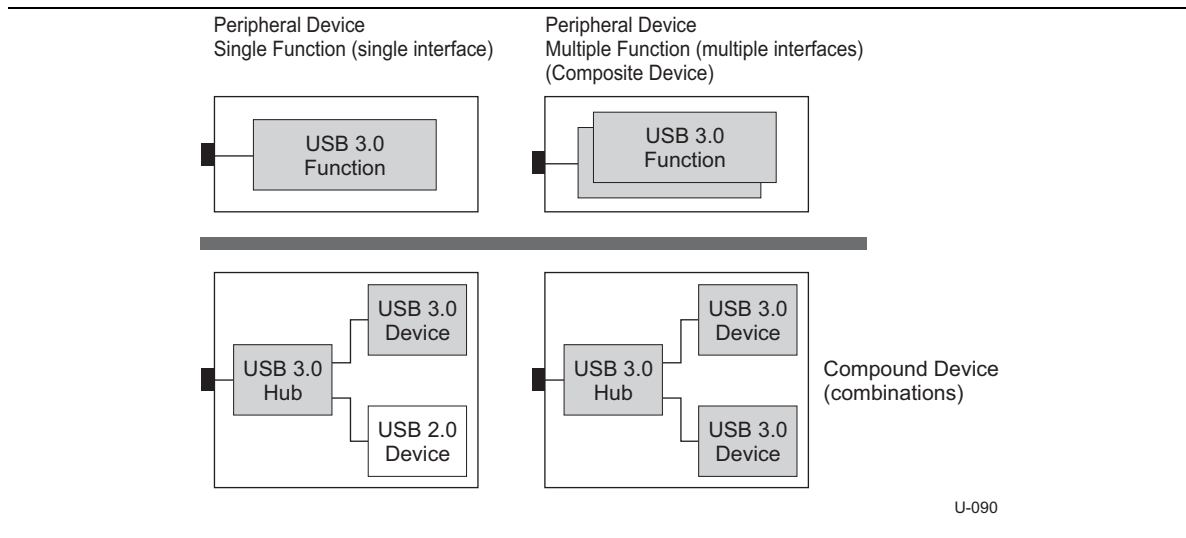 Peripheral Device
Single Function (single interface)
Peripheral Device
Multiple Function (multiple interfaces)
(Composite Device)
USB 3.0
Function
USB 3.0
Function
USB 3.0
Hub
USB 3.0
Device
USB 2.0
Device
USB 3.0
Hub
USB 3.0
Device
USB 3.0
Device
Compound Device
(combinations)
U-090